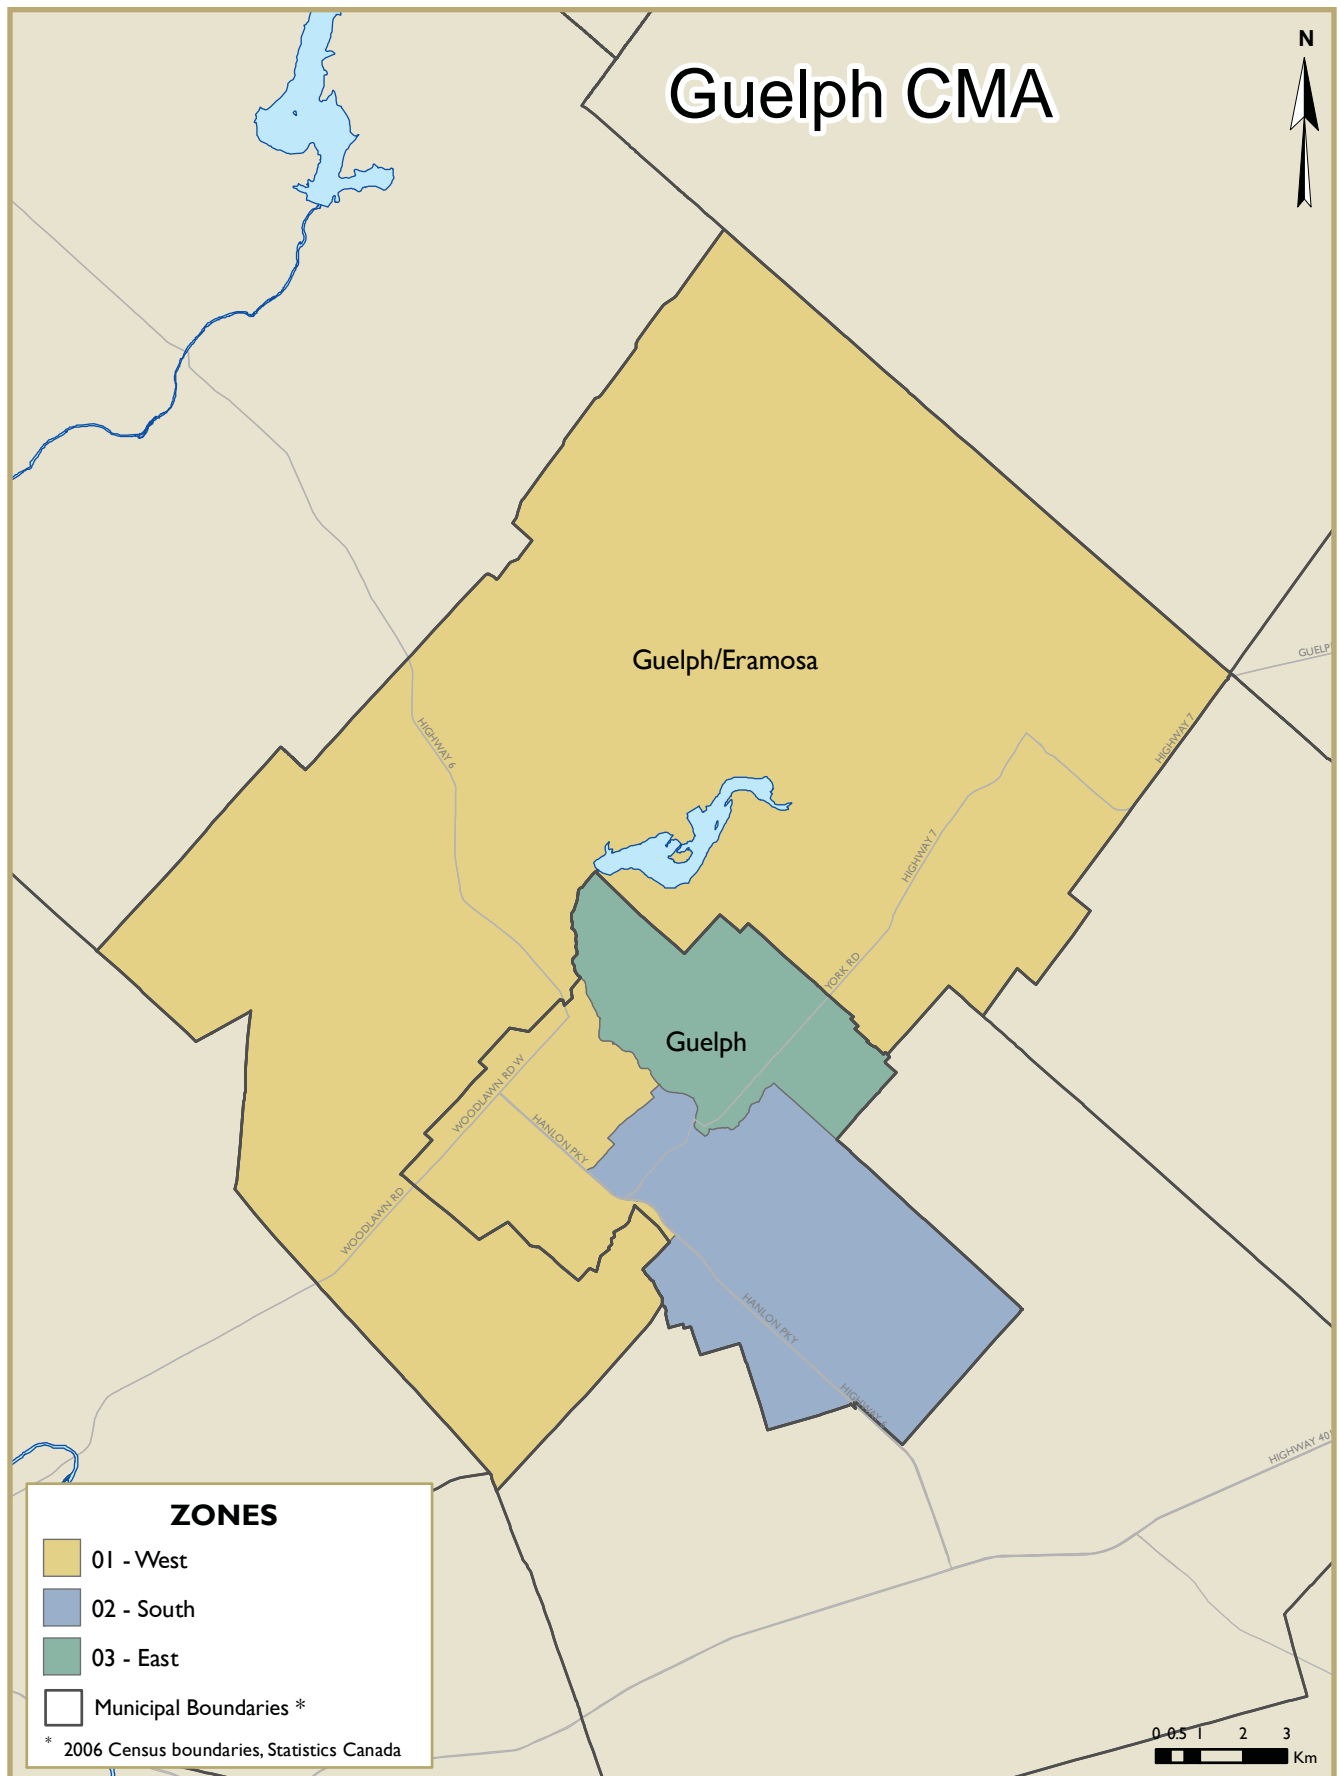 Guelph CMA
N
Guelph/Eramosa
GUELP
HIGHWAY 7
HIGHWAY 6
HIGHWAY 7
YORK RD
Guelph
WOODLAWN RD W
HANLON PKY
WOODLAWN RD
HANLON PKY
HIGHWAY 6
HIGHWAY 401
ZONES
01 - West
02 - South
03 - East
Municipal Boundaries *
* 2006 Census boundaries, Statistics Canada
0 0.5 1 2 3
Km